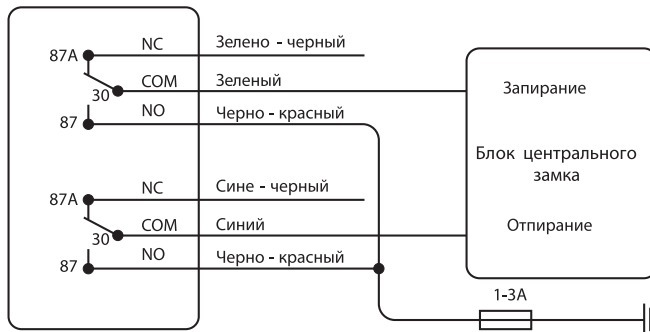 87A NC Зелено - черный
30 COM Зеленый Запирание
87 NO Черно - красный
Блок центрального
замка
87A NC Сине - черный
30 COM Синий Отпирание
87 NO Черно - красный
1-3А